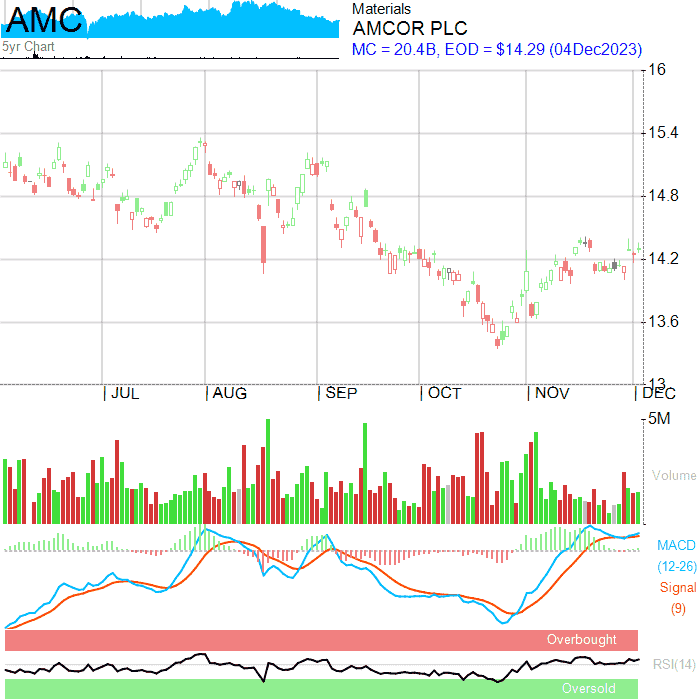 AMC
5yr Chart
Materials
AMCOR PLC
MC = 20.4B, EOD = $14.29 (04Dec2023)
16
15.4
14.8
14.2
13.6
13
JUL
AUG
SEP
OCT
NOV
DEC
5M
Volume
MACD
(12-26)
Signal
(9)
Overbought
RSI(14)
Oversold